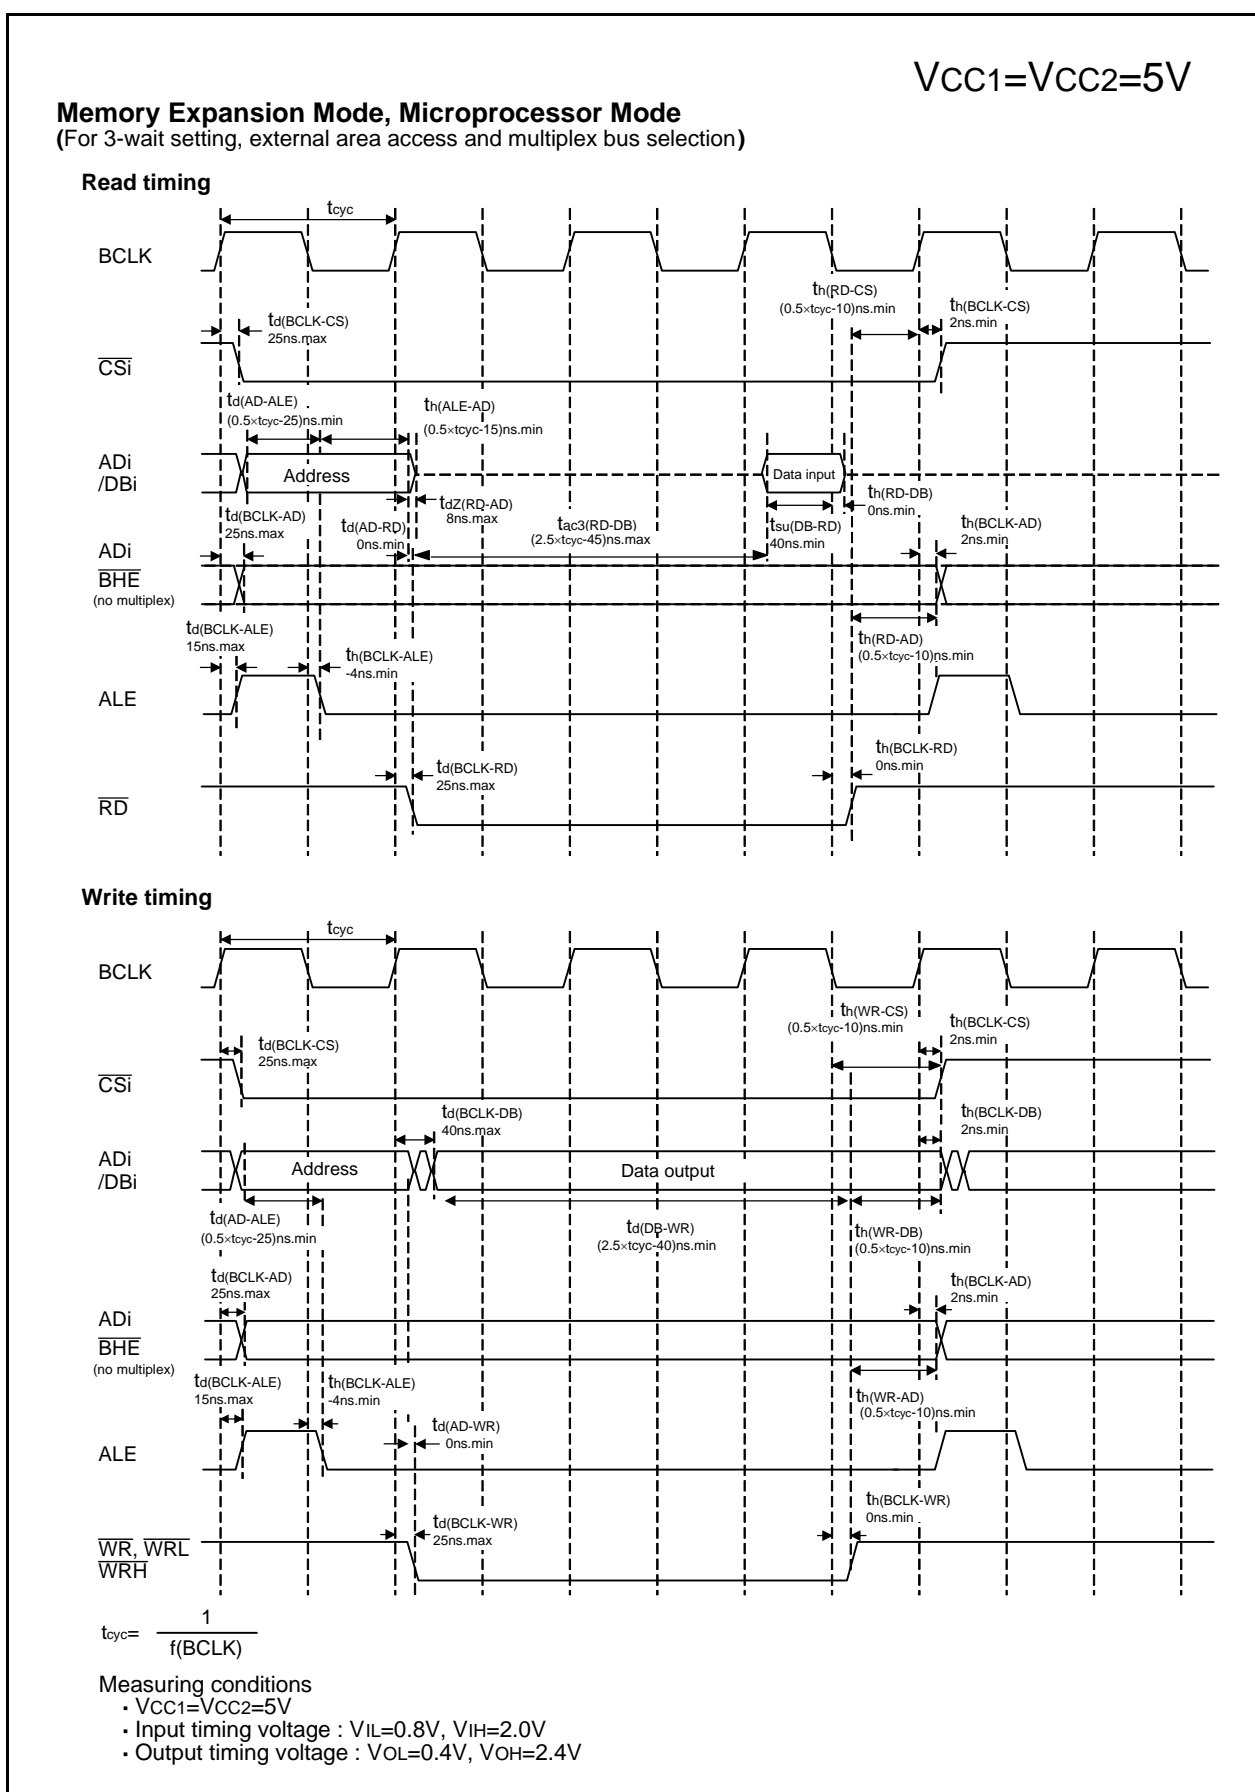 VCC1=VCC2=5V
Memory Expansion Mode, Microprocessor Mode
(For 3-wait setting, external area access and multiplex bus selection)
Read timing
tcyc
BCLK
th(RD-CS)
(0.5×tcyc-10)ns.min
th(BCLK-CS)
2ns.min
td(BCLK-CS)
25ns.max
CSi
td(AD-ALE)
(0.5×tcyc-25)ns.min
th(ALE-AD)
(0.5×tcyc-15)ns.min
ADi
/DBi
Address
Data input
tdZ(RD-AD)
8ns.max
th(RD-DB)
0ns.min
td(BCLK-AD)
25ns.max
td(AD-RD)
0ns.min
tac3(RD-DB)
(2.5×tcyc-45)ns.max
tsu(DB-RD)
40ns.min
th(BCLK-AD)
2ns.min
ADi
BHE
(no multiplex)
td(BCLK-ALE)
15ns.max
th(BCLK-ALE)
-4ns.min
th(RD-AD)
(0.5×tcyc-10)ns.min
ALE
td(BCLK-RD)
25ns.max
th(BCLK-RD)
0ns.min
RD
Write timing
tcyc
BCLK
th(WR-CS)
(0.5×tcyc-10)ns.min
th(BCLK-CS)
2ns.min
td(BCLK-CS)
25ns.max
CSi
td(BCLK-DB)
40ns.max
th(BCLK-DB)
2ns.min
ADi
/DBi
Address
Data output
td(AD-ALE)
(0.5×tcyc-25)ns.min
td(DB-WR)
(2.5×tcyc-40)ns.min
th(WR-DB)
(0.5×tcyc-10)ns.min
td(BCLK-AD)
25ns.max
th(BCLK-AD)
2ns.min
ADi
BHE
(no multiplex)
td(BCLK-ALE)
15ns.max
th(BCLK-ALE)
-4ns.min
th(WR-AD)
(0.5×tcyc-10)ns.min
td(AD-WR)
0ns.min
ALE
td(BCLK-WR)
25ns.max
th(BCLK-WR)
0ns.min
WR, WRL
WRH
tcyc= 1
f(BCLK)
Measuring conditions
· VCC1=VCC2=5V
· Input timing voltage : VIL=0.8V, VIH=2.0V
· Output timing voltage : VOL=0.4V, VOH=2.4V